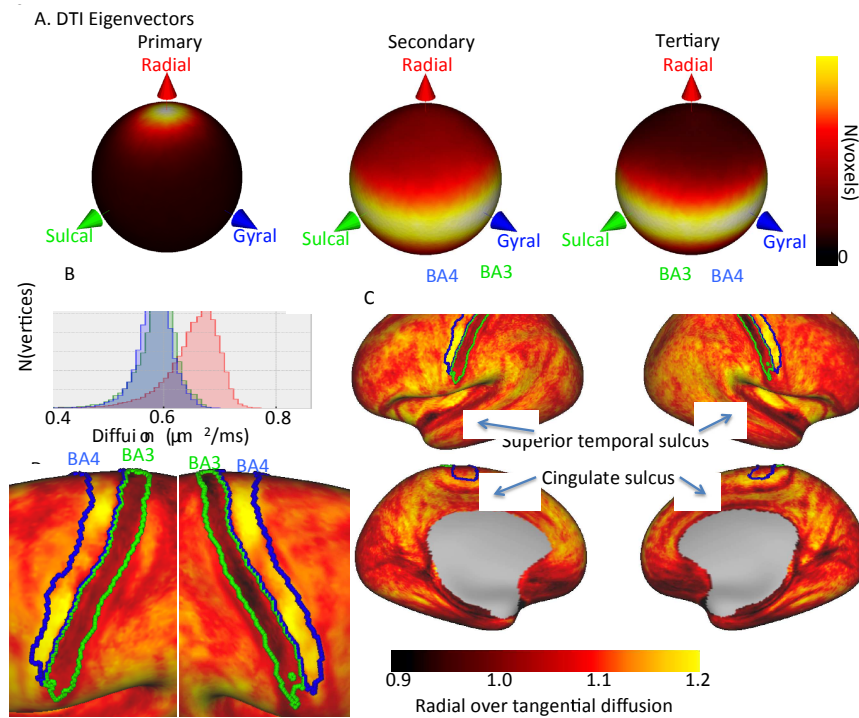 A. DTI Eigenvectors
Primary
Secondary
Tertiary
Radial
Radial
Radial
N(voxels)
0
Sulcal
Gyral
Sulcal
Gyral
Sulcal
Gyral
BA4
BA3
BA3
BA4
B
C
N(vertices)
0.4
0.6
0.8
Diffusion (μm ²/ms)
Superior temporal sulcus
Cingulate sulcus
BA4
BA3
BA3
BA4
0.9
1.0
1.1
1.2
Radial over tangential diffusion